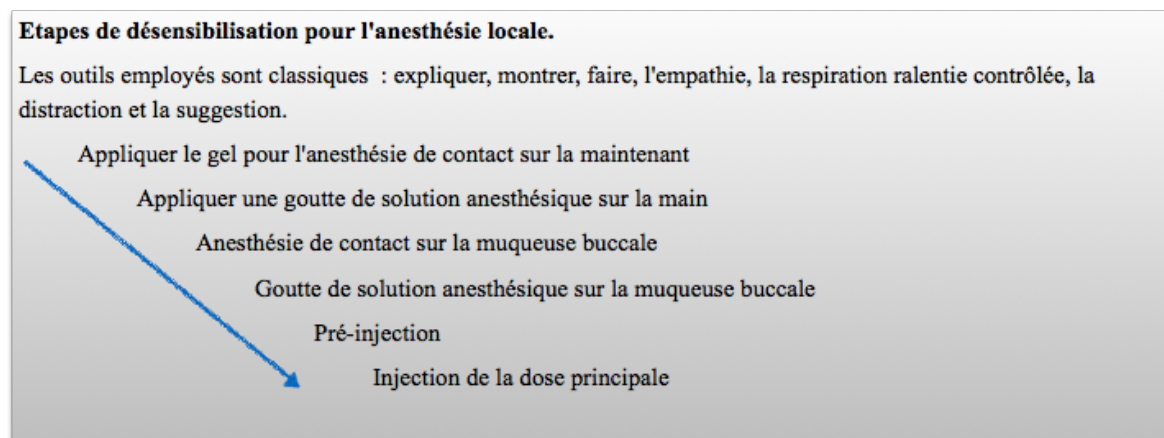 Etapes de désensibilisation pour l'anesthésie locale.
Les outils employés sont classiques : expliquer, montrer, faire, l'empathie, la respiration ralentie contrôlée, la
distraction et la suggestion.
Appliquer le gel pour l'anesthésie de contact sur la maintenant
Appliquer une goutte de solution anesthésique sur la main
Anesthésie de contact sur la muqueuse buccale
Goutte de solution anesthésique sur la muqueuse buccale
Pré-injection
Injection de la dose principale